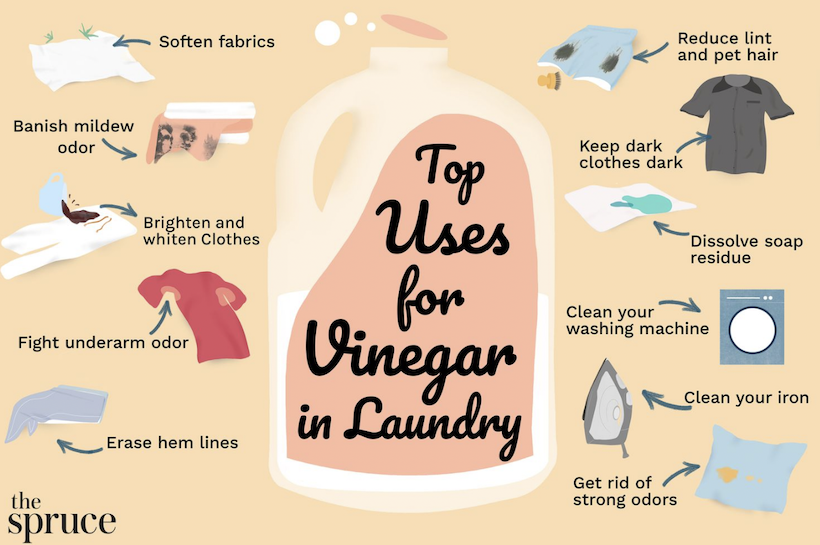 Top
Uses
for
Vinegar
in Laundry
Soften fabrics
Banish mildew
odor
Brighten and
whiten Clothes
Fight underarm odor
Erase hem lines
Reduce lint
and pet hair
Keep dark
clothes dark
Dissolve soap
residue
Clean your
washing machine
Clean your iron
Get rid of
strong odors
the
spruce